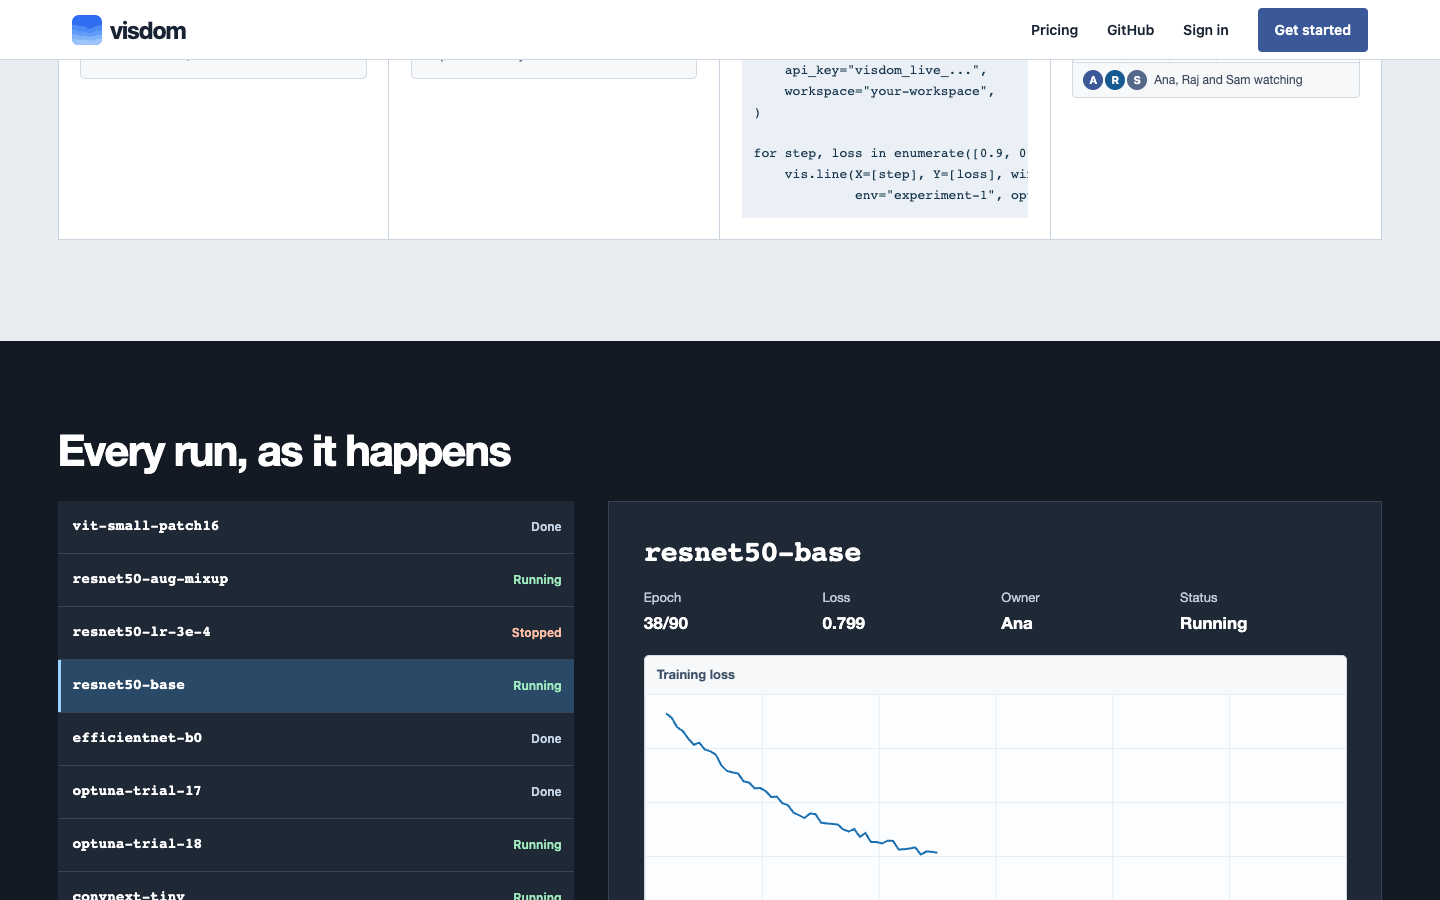 visdom
Pricing
GitHub
Sign in
Get started
api_key="visdom_live_...",
workspace="your-workspace",
)
for step, loss in enumerate([0.9, 0
vis.line(X=[step], Y=[loss], wi
env="experiment-1", op
A R S Ana, Raj and Sam watching
Every run, as it happens
vit-small-patch16 Done
resnet50-aug-mixup Running
resnet50-lr-3e-4 Stopped
resnet50-base Running
efficientnet-b0 Done
optuna-trial-17 Done
optuna-trial-18 Running
convnext-tiny Running
resnet50-base
Epoch Loss Owner Status
38/90 0.799 Ana Running
Training loss